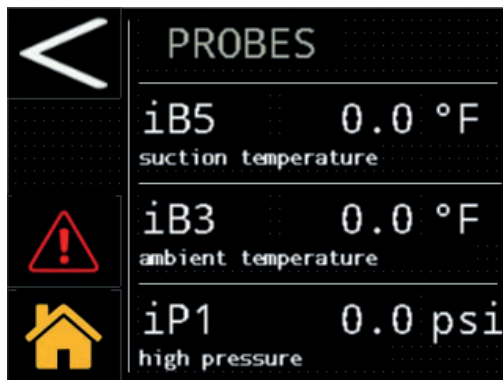 PROBES
iB5 0.0 °F
suction temperature
iB3 0.0 °F
ambient temperature
iP1 0.0 psi
high pressure